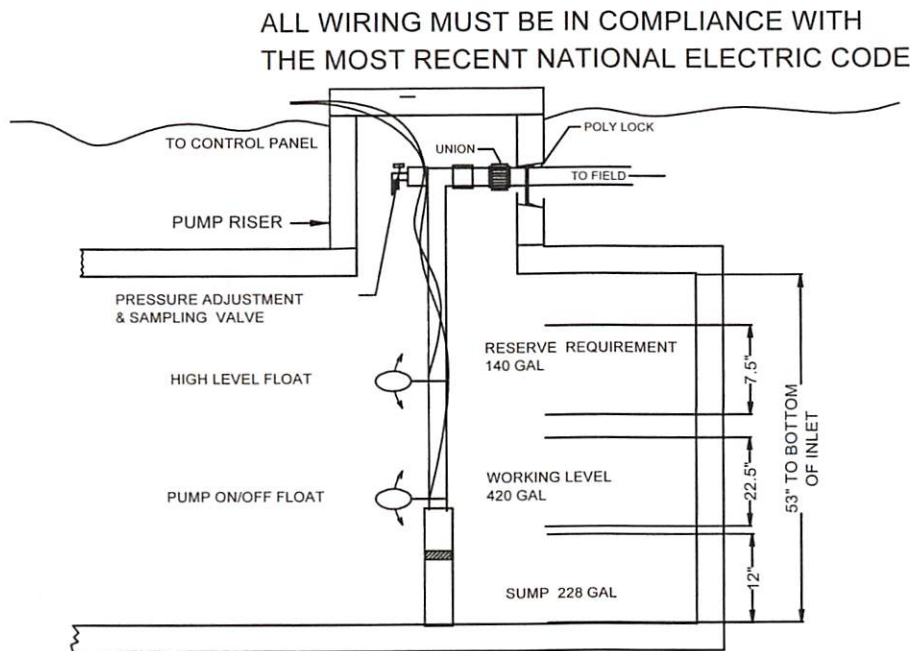 ALL WIRING MUST BE IN COMPLIANCE WITH
THE MOST RECENT NATIONAL ELECTRIC CODE
TO CONTROL PANEL
UNION
POLY LOCK
TO FIELD
PUMP RISER
PRESSURE ADJUSTMENT
& SAMPLING VALVE
HIGH LEVEL FLOAT
PUMP ON/OFF FLOAT
RESERVE REQUIREMENT
140 GAL
7.5"
WORKING LEVEL
420 GAL
22.5"
SUMP 228 GAL
12"
53" TO BOTTOM
OF INLET